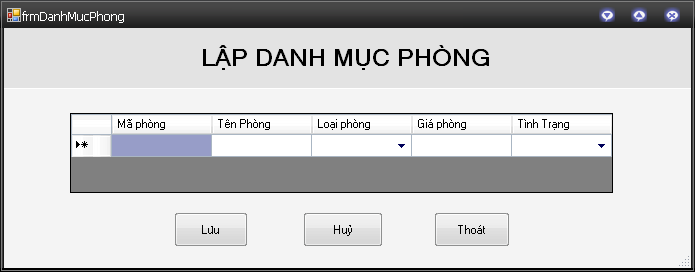 frmDanhMucPhong
LẬP DANH MỤC PHÒNG
Mã phòng Tên Phòng Loại phòng Giá phòng Tình Trạng
Lưu Huỷ Thoát